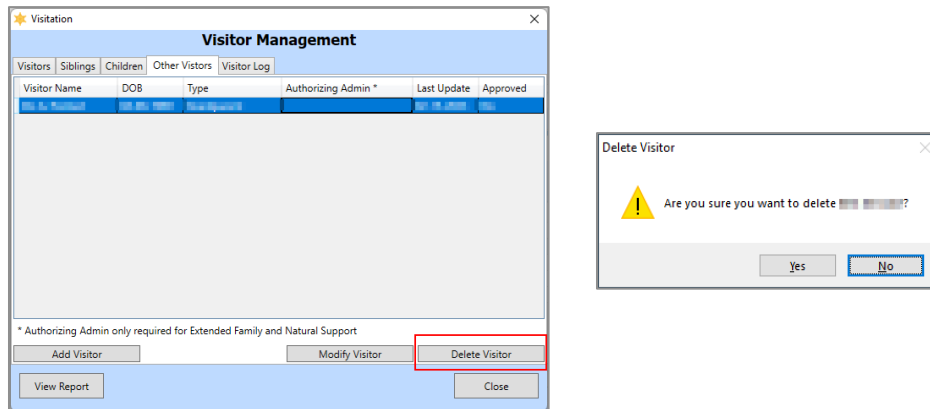 Visitation
Visitor Management
Visitors Siblings Children Other Vistors Visitor Log
Visitor Name DOB Type Authorizing Admin * Last Update Approved
* Authorizing Admin only required for Extended Family and Natural Support
Add Visitor Modify Visitor Delete Visitor
View Report Close
Delete Visitor
Are you sure you want to delete ?
Yes No